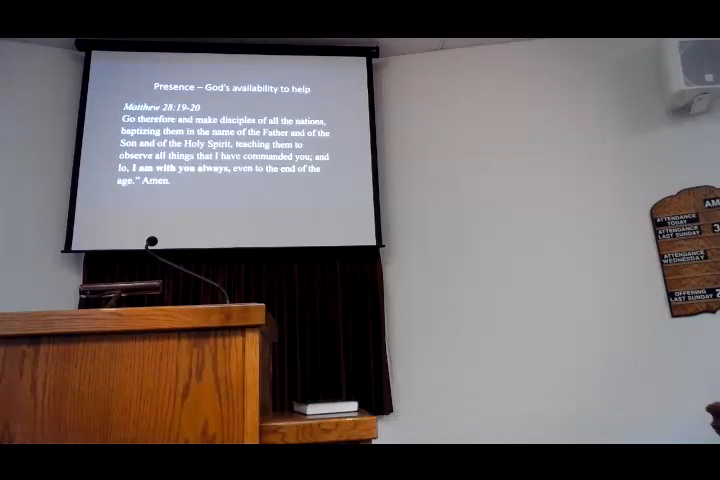 Presence – God's availability to help
Matthew 28:19-20
Go therefore and make disciples of all the nations,
baptizing them in the name of the Father and of the
Son and of the Holy Spirit, teaching them to
observe all things that I have commanded you; and
lo, I am with you always, even to the end of the
age." Amen.
AM
ATTENDANCE
TODAY
ATTENDANCE
LAST SUNDAY
3
ATTENDANCE
WEDNESDAY
OFFERING
LAST SUNDAY
2